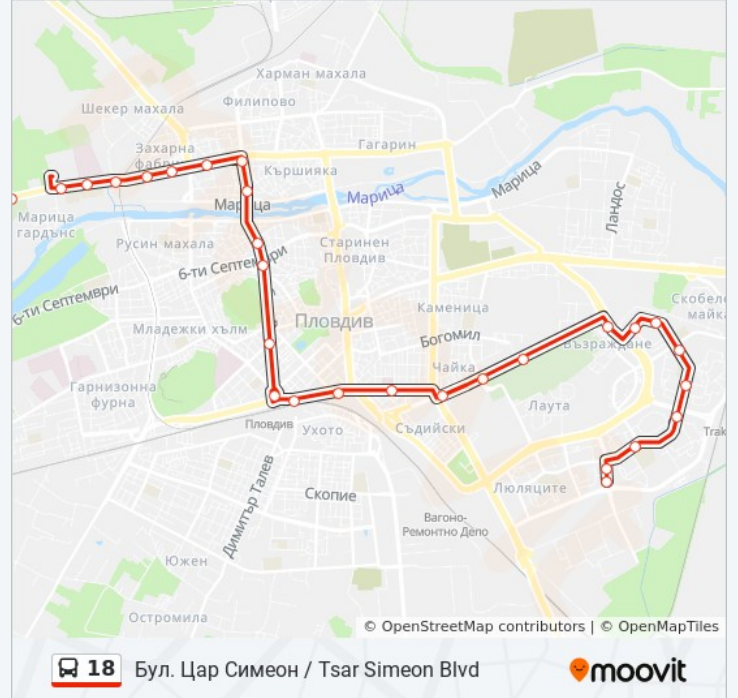 Харман махала
Филипово
Шекер махала
Гагарин
Захарна
фабри
Кършияка
Марица
Марица
Марица
Ландос
Марица
гардънс
Русин махала
Старинен
Пловдив
6-ти Септември
6-ти Септември
Скобеле
майка
Каменица
Пловдив
Младежки хълм
Богомил
Възраждане
Чайка
Гарнизонна
фурна
Лаута
Пловдив
Ухото
Съдийски
Trak
Димитър Талев
Скопие
Люляците
Вагоно-
Ремонтно Депо
Южен
Остромила
© OpenStreetMap contributors | © OpenMapTiles
18 Бул. Цар Симеон / Tsar Simeon Blvd
moovit